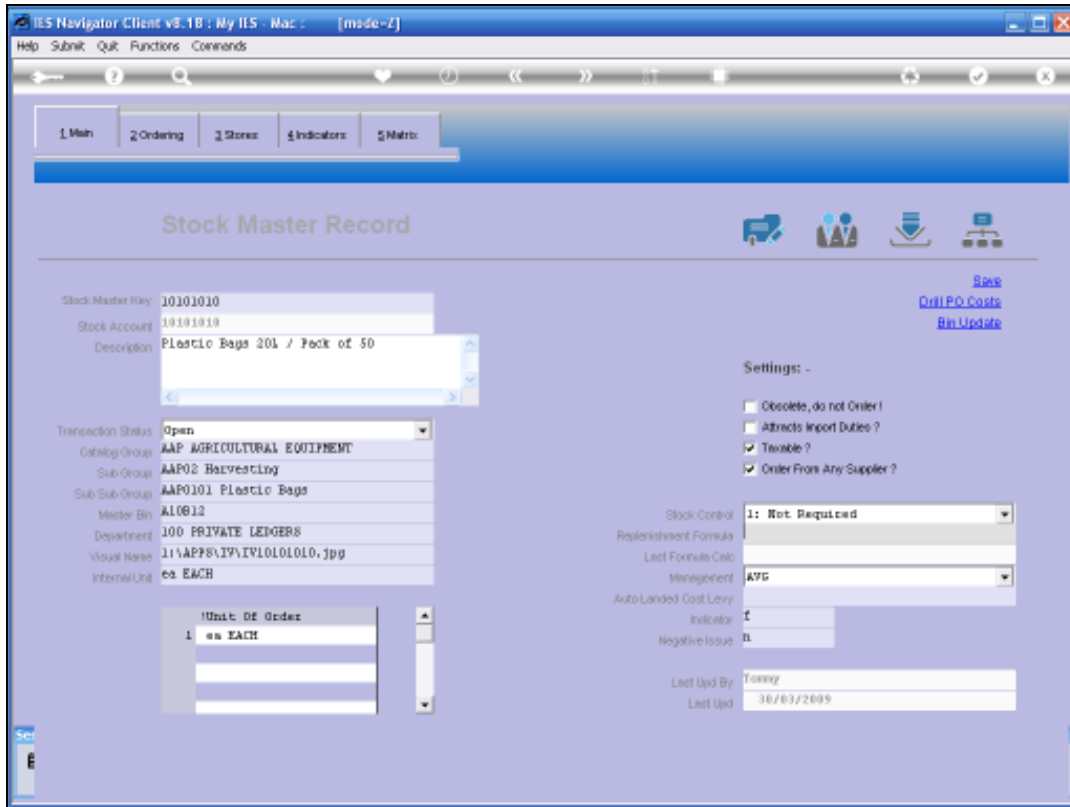 IES Navigator Client v8.1B : My IES - Mac : [mode=Z]
Help Submit Quit Functions Commands
1 Main 2 Ordering 3 Stores 4 Indicators 5 Matrix
Stock Master Record
Save
Drill PO Costs
Bin Update
Stock Master Key 10101010
Stock Account 10101010
Description Plastic Bags 20L / Pack of 50
Settings: -
Obsolete, do not Order !
Attracts Import Duties ?
Taxable ?
Order From Any Supplier ?
Transaction Status Open
Catalog Group AAP AGRICULTURAL EQUIPMENT
Sub Group AAP02 Harvesting
Sub Sub Group AAP0101 Plastic Bags
Master Bin A10B12
Department 100 PRIVATE LEDGERS
Visual Name l:\APPS\IV\IV10101010.jpg
Internal Unit ea EACH
Stock Control 1: Not Required
Replenishment Formula
Last Formula Calc
Management AVG
Auto Landed Cost Levy
Indicator f
Negative Issue n
!Unit Of Order
1 ea EACH
Last Upd By Tommy
Last Upd 30/03/2009